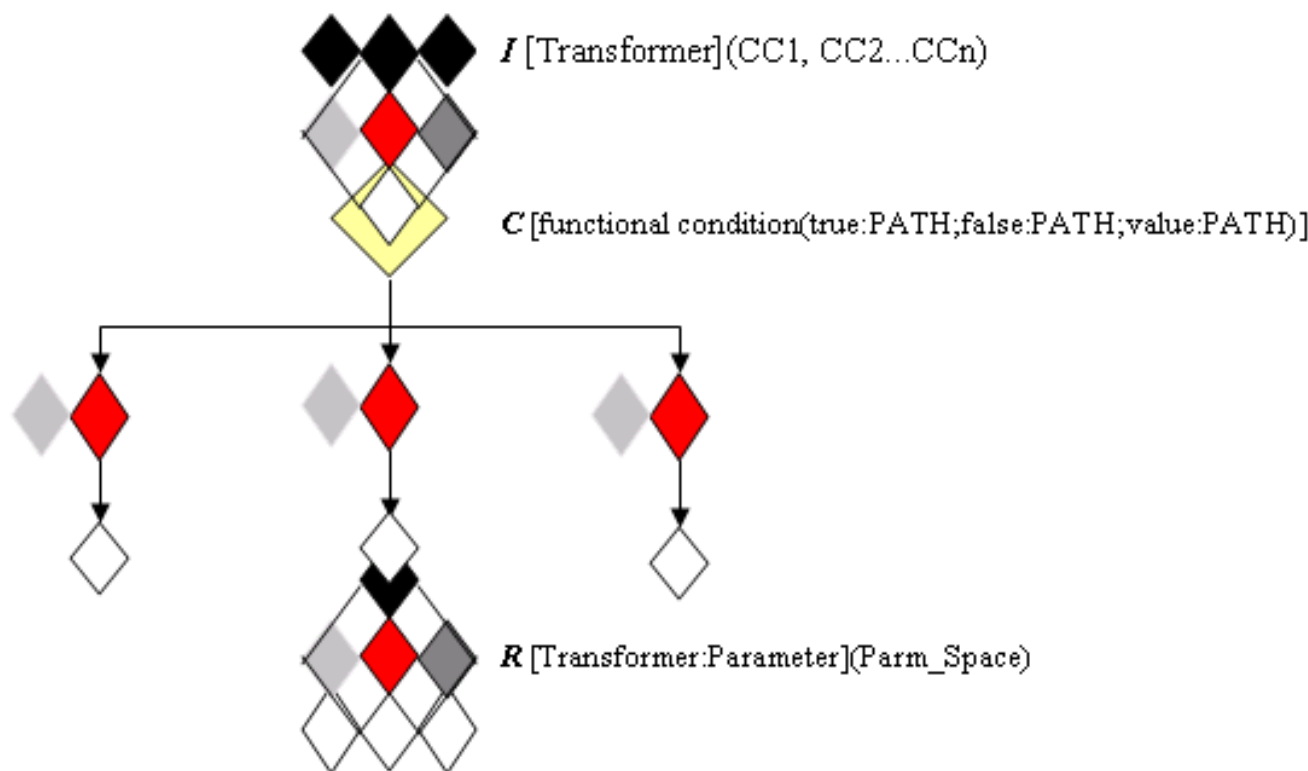 I [Transformer](CC1, CC2...CCn)
C [functional condition(true:PATH;false:PATH;value:PATH)]
R [Transformer:Parameter](Parm_Space)